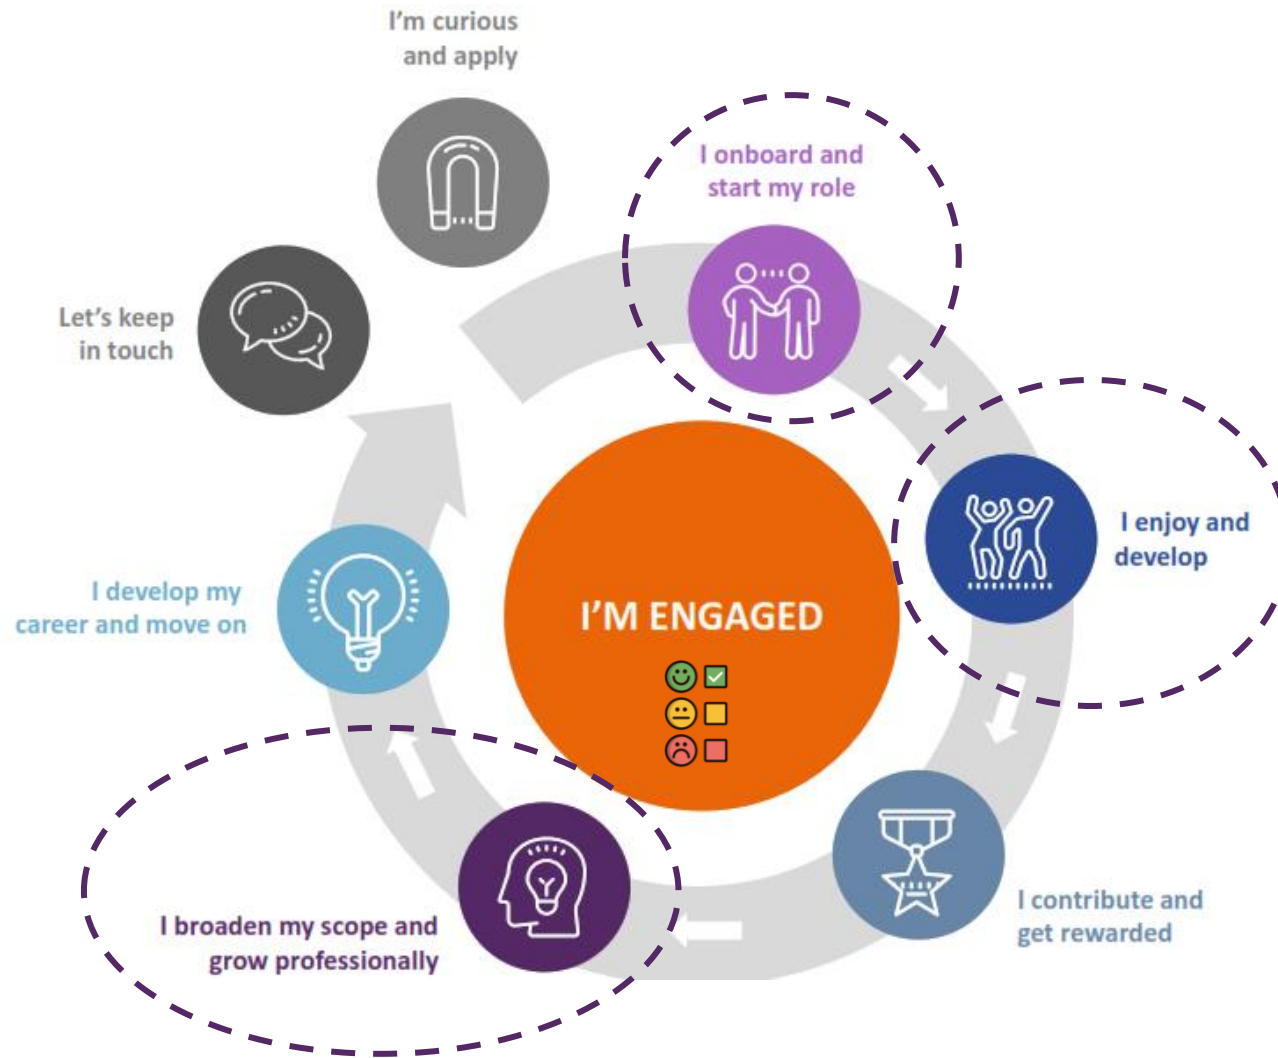 I’m curious
and apply
I onboard and
start my role
I enjoy and
develop
I contribute and
get rewarded
I broaden my scope and
grow professionally
I develop my
career and move on
Let’s keep
in touch
I’M ENGAGED